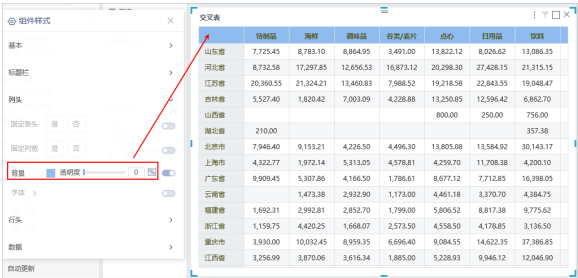 组件样式
基本
标题栏
列头
固定表头 是 否
固定列宽 是 否
背景 透明度 0 %
字体
行头
数据
自动更新
交叉表
特制品 海鲜 调味品 谷类/麦片 点心 日用品 饮料
山东省 7,725.45 8,783.10 8,864.95 3,491.00 13,822.12 8,026.62 13,086.35
河北省 8,732.58 17,297.85 12,656.53 16,873.12 20,298.30 27,428.15 21,315.15
江苏省 20,360.55 21,324.21 13,460.83 7,988.52 19,218.58 22,843.55 19,048.47
吉林省 5,527.40 1,820.42 7,003.09 4,228.88 13,250.85 12,596.42 6,862.70
山西省 800.00 250.00 756.00
湖北省 210.00 357.38
北京市 7,946.40 9,153.21 4,226.50 4,496.30 13,805.08 13,584.92 30,143.17
上海市 4,322.77 1,972.14 5,313.05 4,578.81 4,259.70 11,708.38 4,200.10
广东省 9,909.45 5,307.86 4,166.50 1,786.61 8,677.12 7,712.85 16,398.05
云南省 1,473.38 2,932.90 1,173.00 4,461.18 3,370.70 4,384.75
福建省 1,692.31 2,992.81 2,852.70 1,799.00 5,806.52 8,817.38 9,775.62
浙江省 1,159.75 4,420.25 1,668.07 2,573.50 4,558.50 4,178.85 3,136.50
重庆市 3,930.00 10,032.45 8,959.35 6,696.40 9,084.55 14,622.35 37,386.85
江西省 3,256.99 3,870.06 3,616.34 1,885.00 5,228.93 9,946.12 12,046.90